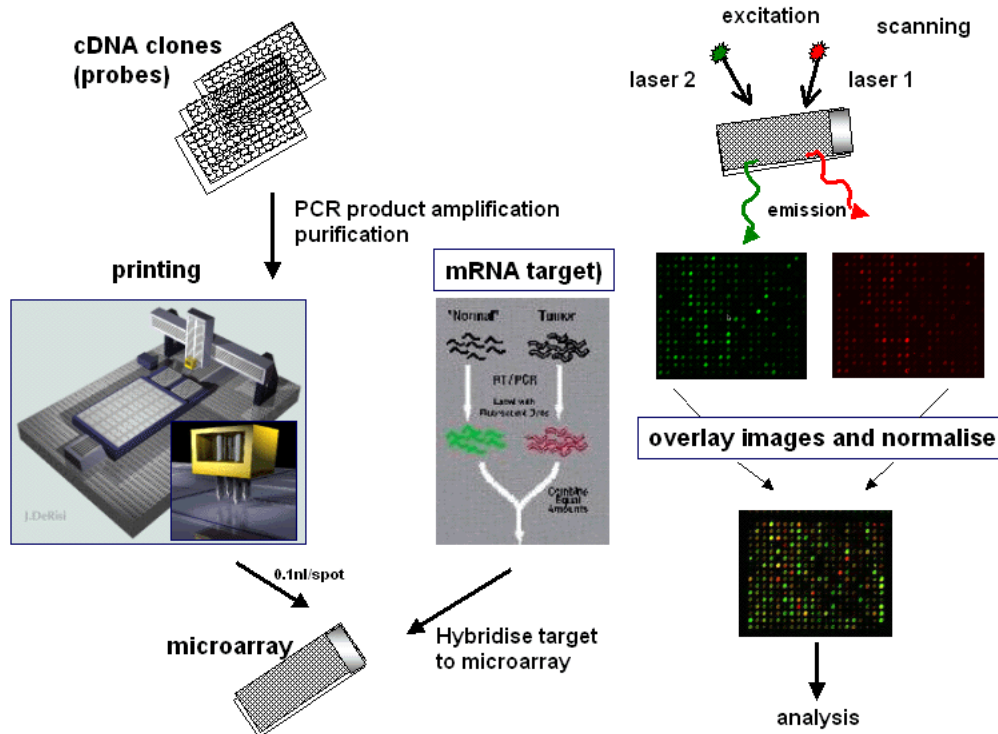 cDNA clones
(probes)
PCR product amplification
purification
printing
J.DeRisi
0.1nl/spot
microarray
mRNA target)
"Normal"
Tumor
RT/PCR
Label with
Fluorescent Dyes
Combine
Equal
Amounts
Hybridise target
to microarray
excitation
scanning
laser 2
laser 1
emission
overlay images and normalise
analysis